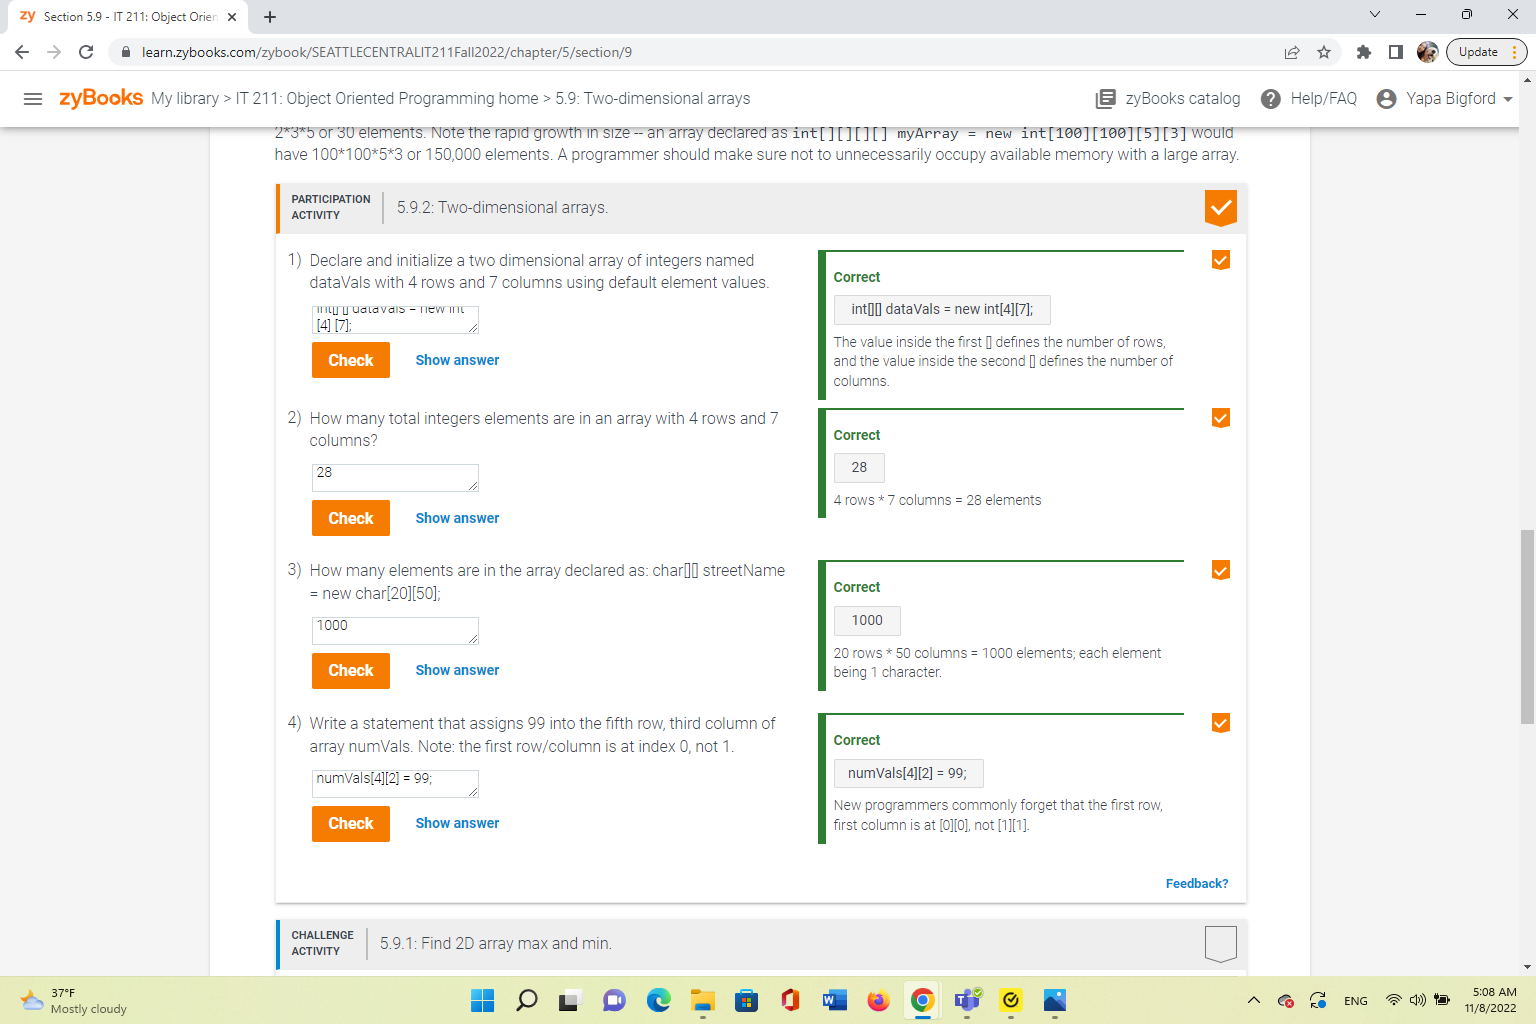 zy Section 5.9 - IT 211: Object Orien
learn.zybooks.com/zybook/SEATTLECENTRALIT211Fall2022/chapter/5/section/9
Update
zyBooks My library > IT 211: Object Oriented Programming home > 5.9: Two-dimensional arrays
zyBooks catalog
Help/FAQ
Yapa Bigford
2*3*5 or 30 elements. Note the rapid growth in size -- an array declared as int[][][][] myArray = new int[100][100][5][3] would
have 100*100*5*3 or 150,000 elements. A programmer should make sure not to unnecessarily occupy available memory with a large array.
PARTICIPATION
ACTIVITY
5.9.2: Two-dimensional arrays.
1) Declare and initialize a two dimensional array of integers named
dataVals with 4 rows and 7 columns using default element values.
int[] [] dataVals = new int
[4] [7];
Check
Show answer
Correct
int[][] dataVals = new int[4][7];
The value inside the first [] defines the number of rows,
and the value inside the second [] defines the number of
columns.
2) How many total integers elements are in an array with 4 rows and 7
columns?
28
Check
Show answer
Correct
28
4 rows * 7 columns = 28 elements
3) How many elements are in the array declared as: char[][] streetName
= new char[20][50];
1000
Check
Show answer
Correct
1000
20 rows * 50 columns = 1000 elements; each element
being 1 character.
4) Write a statement that assigns 99 into the fifth row, third column of
array numVals. Note: the first row/column is at index 0, not 1.
numVals[4][2] = 99;
Check
Show answer
Correct
numVals[4][2] = 99;
New programmers commonly forget that the first row,
first column is at [0][0], not [1][1].
Feedback?
CHALLENGE
ACTIVITY
5.9.1: Find 2D array max and min.
37°F
Mostly cloudy
ENG
5:08 AM
11/8/2022